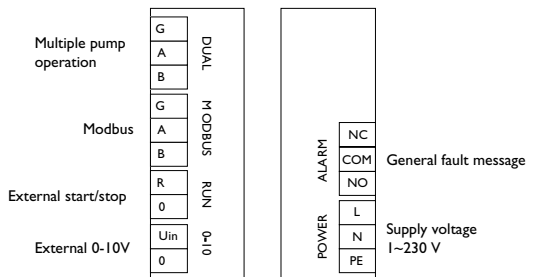 Multiple pump
operation
G
A
B
DUAL
Modbus
G
A
B
MODBUS
External start/stop
R
0
RUN
External 0-10V
Uin
0
0-10
ALARM
NC
COM
NO
General fault message
POWER
L
N
PE
Supply voltage
1~230 V